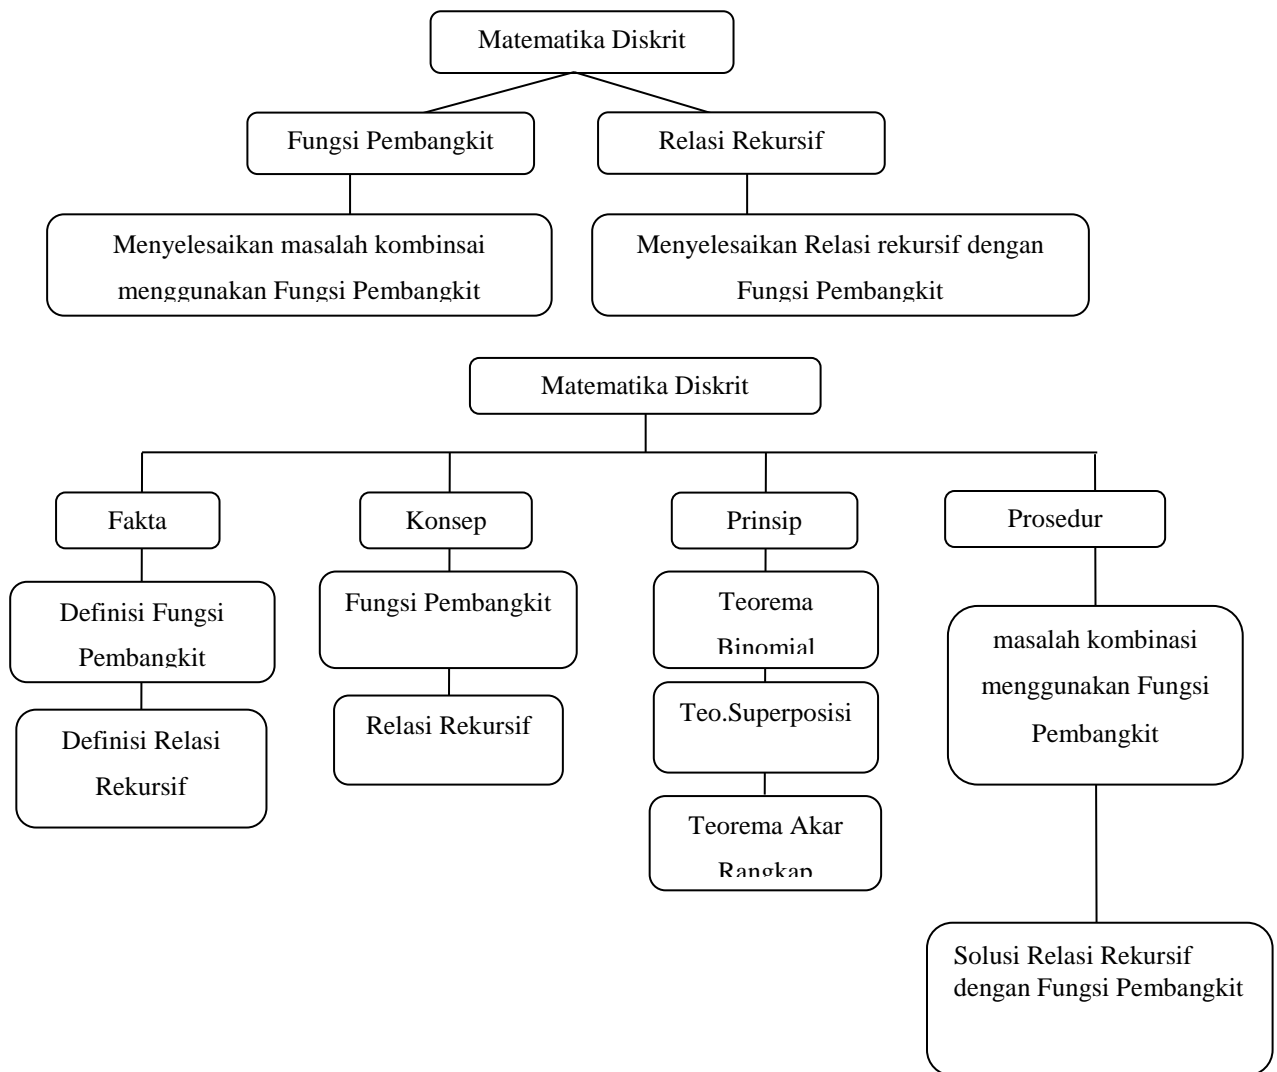 Matematika Diskrit
Fungsi Pembangkit
Relasi Rekursif
Menyelesaikan masalah kombinsai
menggunakan Fungsi Pembangkit
Menyelesaikan Relasi rekursif dengan
Fungsi Pembangkit
Matematika Diskrit
Fakta
Konsep
Prinsip
Prosedur
Definisi Fungsi
Pembangkit
Definisi Relasi
Rekursif
Fungsi Pembangkit
Relasi Rekursif
Teorema
Binomial
Teo.Superposisi
Teorema Akar
Rangkap
masalah kombinasi
menggunakan Fungsi
Pembangkit
Solusi Relasi Rekursif
dengan Fungsi Pembangkit